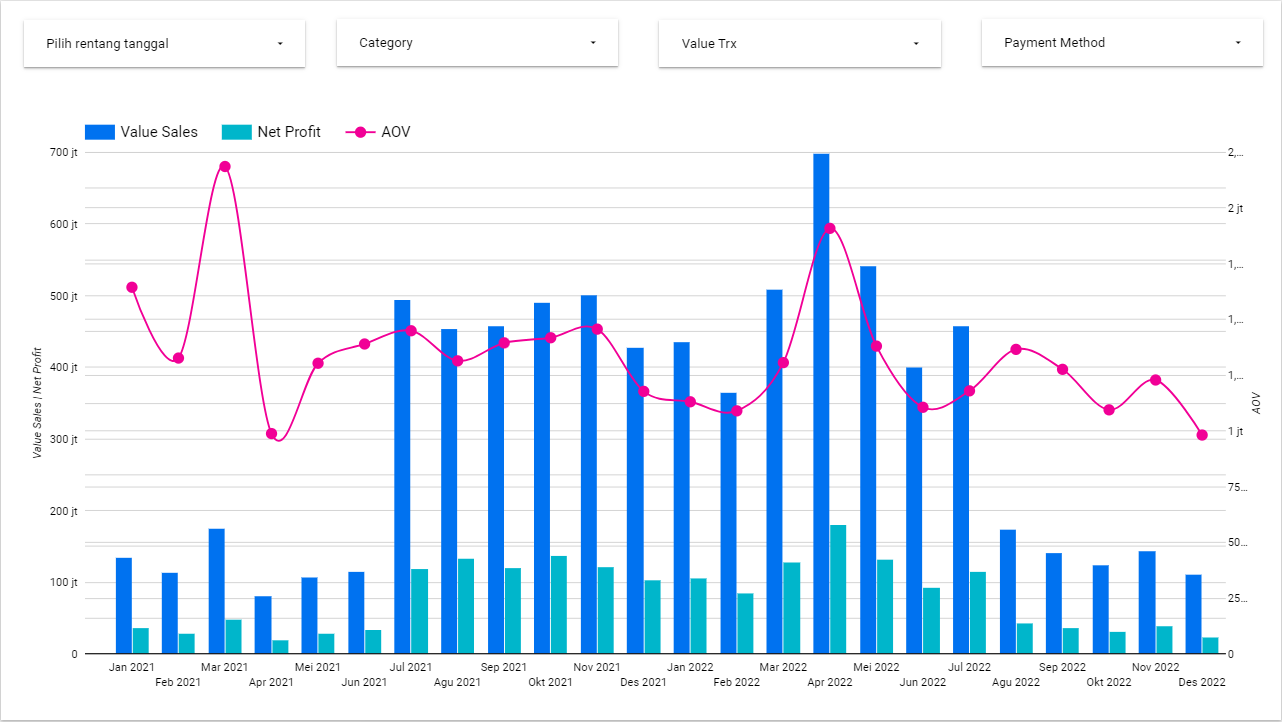 Pilih rentang tanggal
Category
Value Trx
Payment Method
Value Sales
Net Profit
AOV
700 jt
600 jt
500 jt
400 jt
300 jt
200 jt
100 jt
0
Value Sales | Net Profit
2,...
2 jt
1,...
1,...
1,...
1 jt
75...
50...
25...
0
AOV
Jan 2021
Feb 2021
Mar 2021
Apr 2021
Mei 2021
Jun 2021
Jul 2021
Agu 2021
Sep 2021
Okt 2021
Nov 2021
Des 2021
Jan 2022
Feb 2022
Mar 2022
Apr 2022
Mei 2022
Jun 2022
Jul 2022
Agu 2022
Sep 2022
Okt 2022
Nov 2022
Des 2022